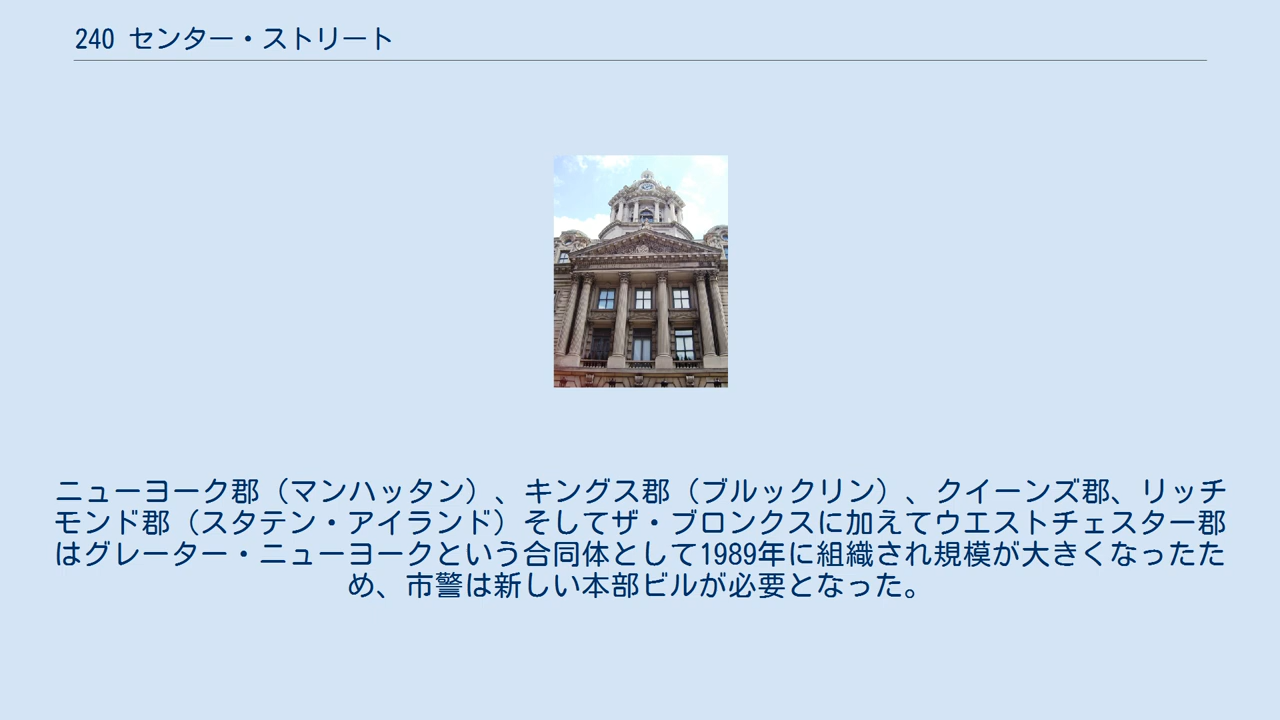 240 センター・ストリート
ニューヨーク郡（マンハッタン）、キングス郡（ブルックリン）、クイーンズ郡、リッチ
モンド郡（スタテン・アイランド）そしてザ・ブロンクスに加えてウエストチェスター郡
はグレーター・ニューヨークという合同体として1989年に組織され規模が大きくなったた
め、市警は新しい本部ビルが必要となった。